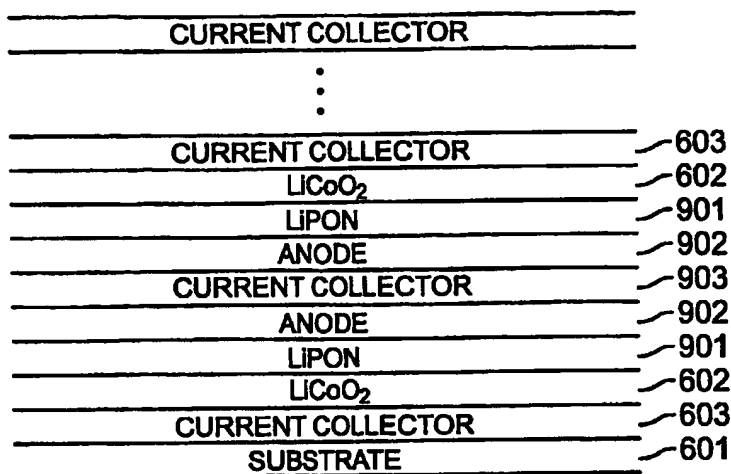 CURRENT COLLECTOR
CURRENT COLLECTOR 603
LiCoO₂ 602
LiPON 901
ANODE 902
CURRENT COLLECTOR 903
ANODE 902
LiPON 901
LiCoO₂ 602
CURRENT COLLECTOR 603
SUBSTRATE 601